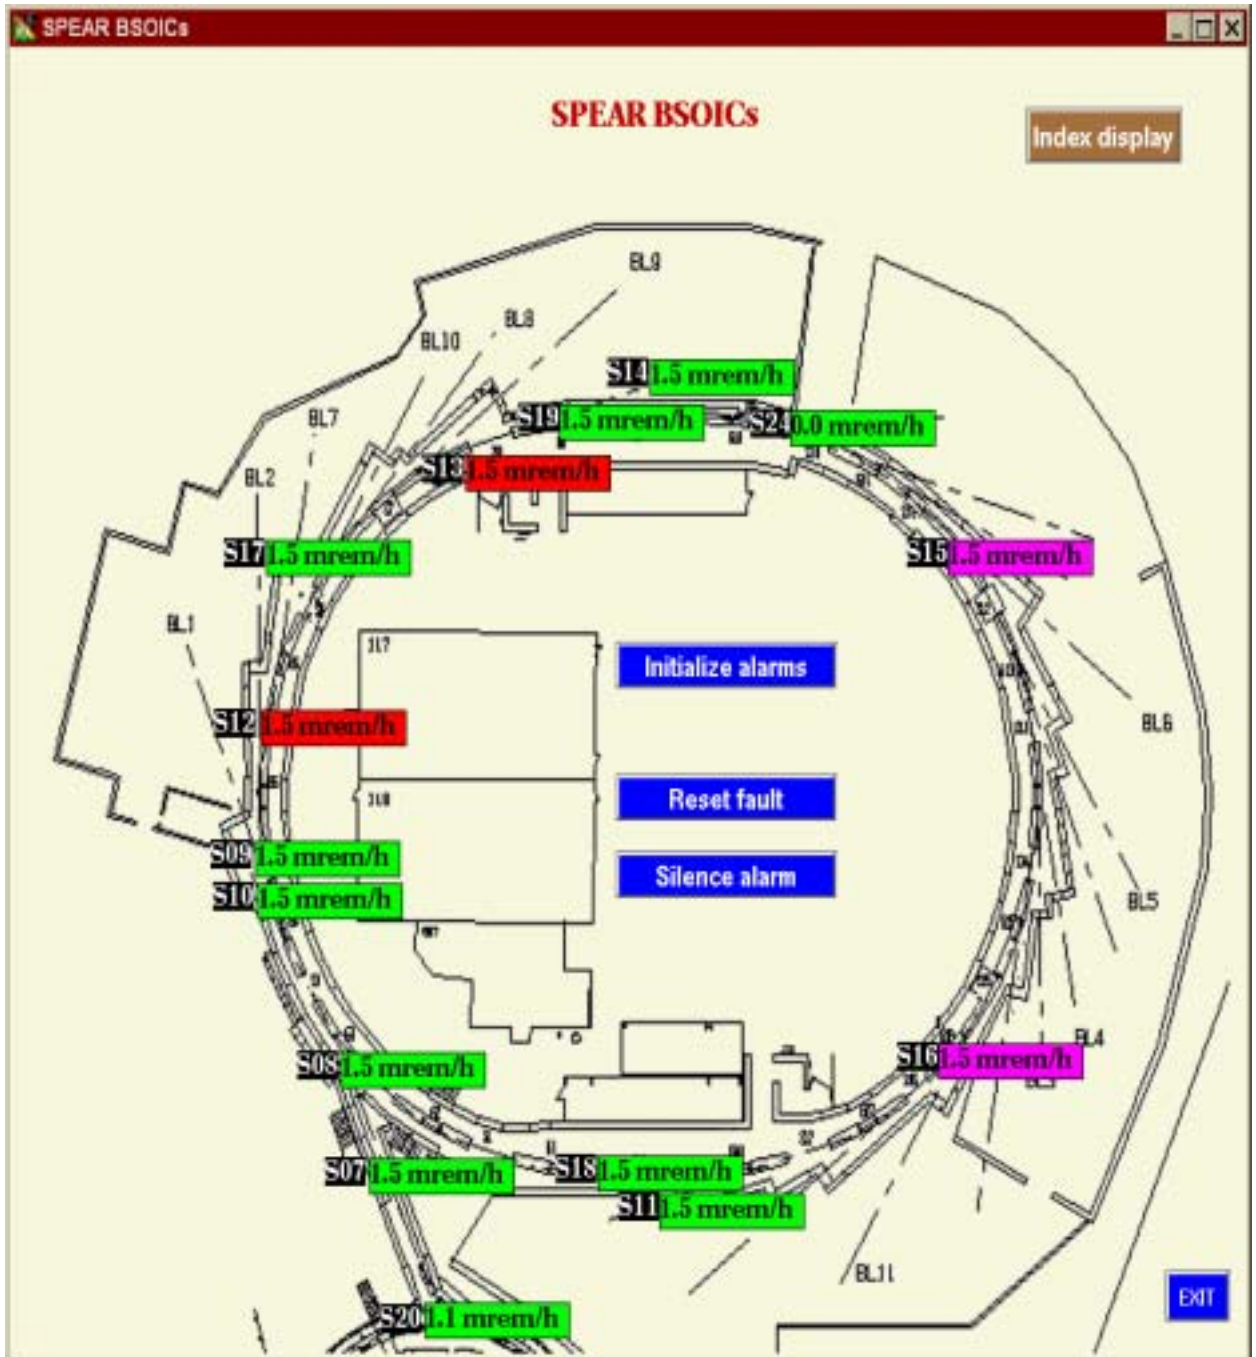 SPEAR BSOICs
SPEAR BSOICs
Index display
BL9
BL8
BL10
S14 1.5 mrem/h
BL7
S19 1.5 mrem/h
0.0 mrem/h
S13 1.5 mrem/h
BL2
S17 1.5 mrem/h
S15 1.5 mrem/h
BL1
117
Initialize alarms
S12 1.5 mrem/h
BL6
118
Reset fault
S09 1.5 mrem/h
Silence alarm
S10 1.5 mrem/h
BL5
BL4
S08 1.5 mrem/h
S16 1.5 mrem/h
S07 1.5 mrem/h
S18 1.5 mrem/h
S11 1.5 mrem/h
BL11
EXIT
S20 1.1 mrem/h